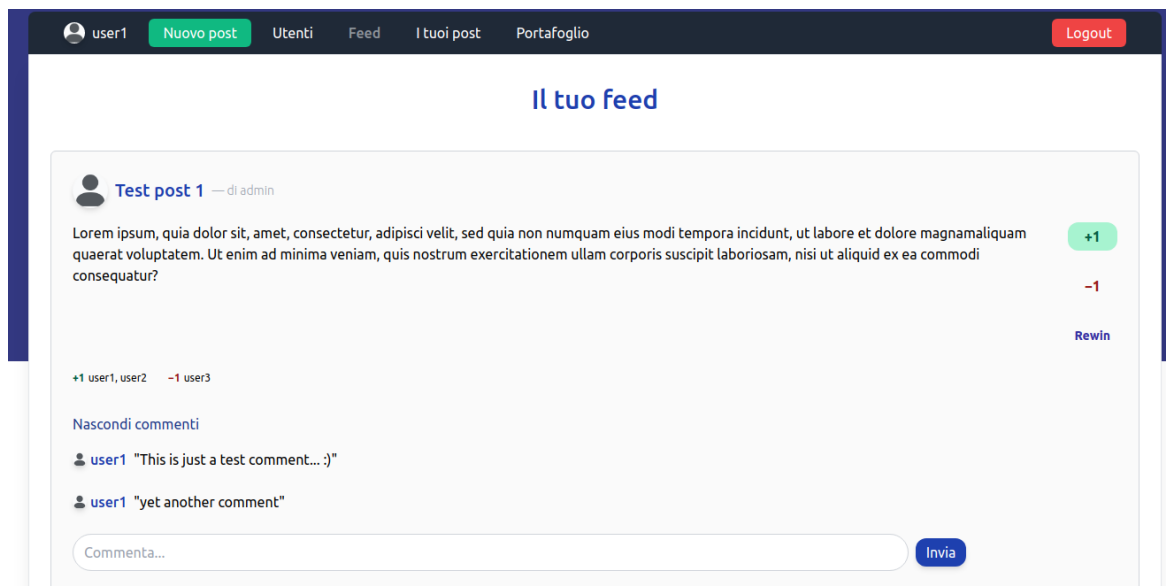 user1 Nuovo post Utenti Feed I tuoi post Portafoglio Logout
Il tuo feed
Test post 1 — di admin
Lorem ipsum, quia dolor sit, amet, consectetur, adipisci velit, sed quia non numquam eius modi tempora incidunt, ut labore et dolore magnamaliquam
quaerat voluptatem. Ut enim ad minima veniam, quis nostrum exercitationem ullam corporis suscipit laboriosam, nisi ut aliquid ex ea commodi
consequatur?
+1
−1
Rewin
+1 user1, user2 −1 user3
Nascondi commenti
user1 "This is just a test comment... :)"
user1 "yet another comment"
Commenta... Invia